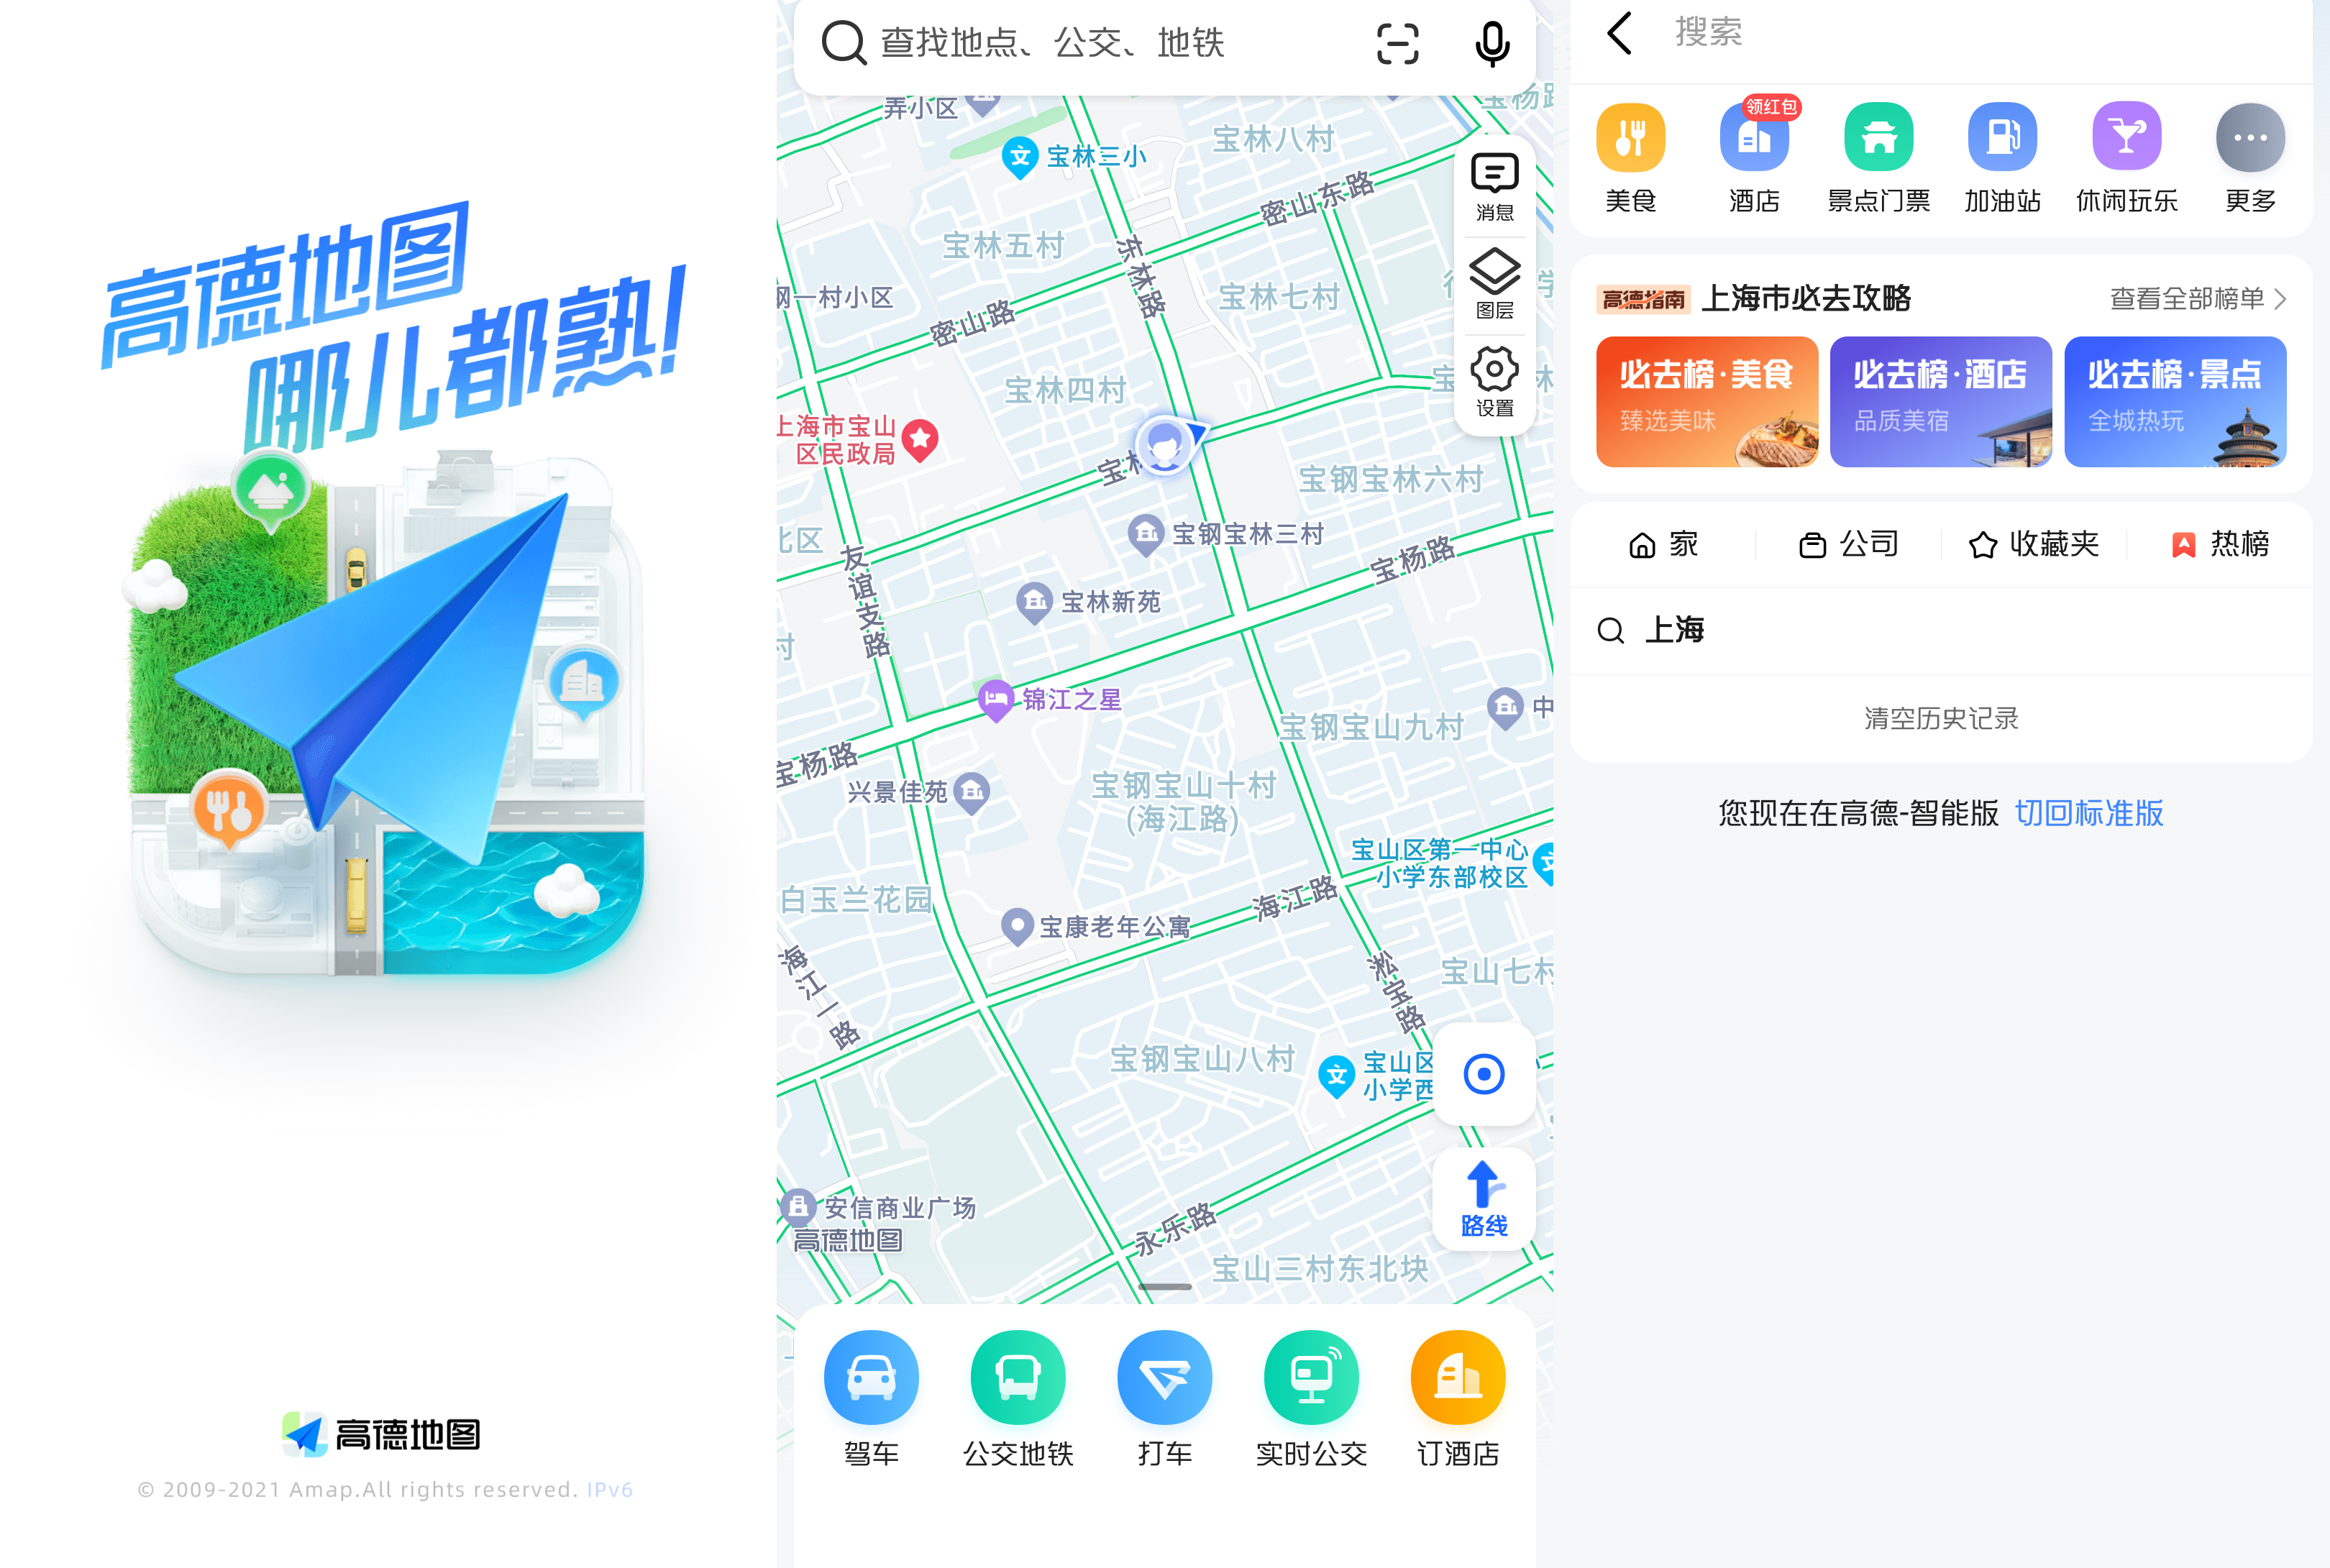 高德地图
哪儿都熟!
高德地图
© 2009-2021 Amap.All rights reserved. IPv6
查找地点、公交、地铁
弄小区
宝林三小
宝林八村
宝杨路
密山东路
宝林五村
东林路
消息
宝林七村
钢一村小区
图层
密山路
宝林四村
设置
上海市宝山
区民政局
宝钢宝林六村
北区
宝钢宝林三村
友谊支路
宝杨路
宝林新苑
村
锦江之星
宝钢宝山九村
中
宝杨路
兴景佳苑
宝钢宝山十村
(海江路)
宝山区第一中心
小学东部校区
白玉兰花园
海江路
宝康老年公寓
海江一路
淞宝路
宝山七村
宝钢宝山八村
宝山区
小学西
安信商业广场
高德地图
永乐路
路线
宝山三村东北块
驾车
公交地铁
打车
实时公交
订酒店
搜索
领红包
美食
酒店
景点门票
加油站
休闲玩乐
更多
高德指南 上海市必去攻略
查看全部榜单
必去榜·美食
臻选美味
必去榜·酒店
品质美宿
必去榜·景点
全城热玩
家
公司
收藏夹
热榜
上海
清空历史记录
您现在在高德-智能版 切回标准版